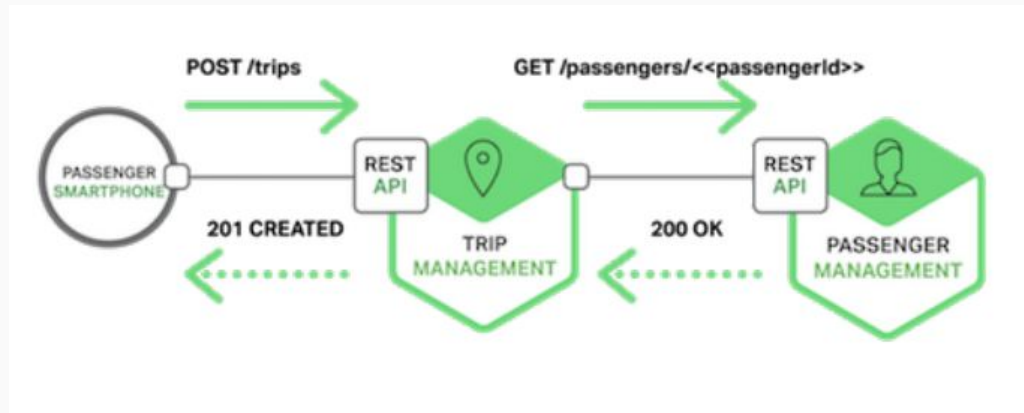 POST /trips
GET /passengers/<<passengerId>>
PASSENGER
SMARTPHONE
REST
API
REST
API
201 CREATED
200 OK
TRIP
MANAGEMENT
PASSENGER
MANAGEMENT